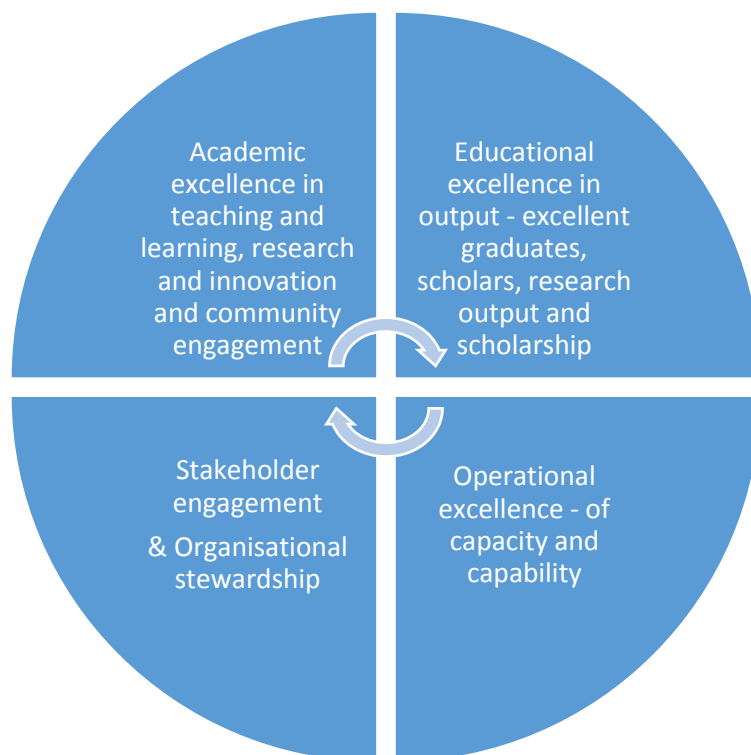 Academic
excellence in
teaching and
learning, research
and innovation
and community
engagement
Educational
excellence in
output - excellent
graduates,
scholars, research
output and
scholarship
Stakeholder
engagement
& Organisational
stewardship
Operational
excellence - of
capacity and
capability